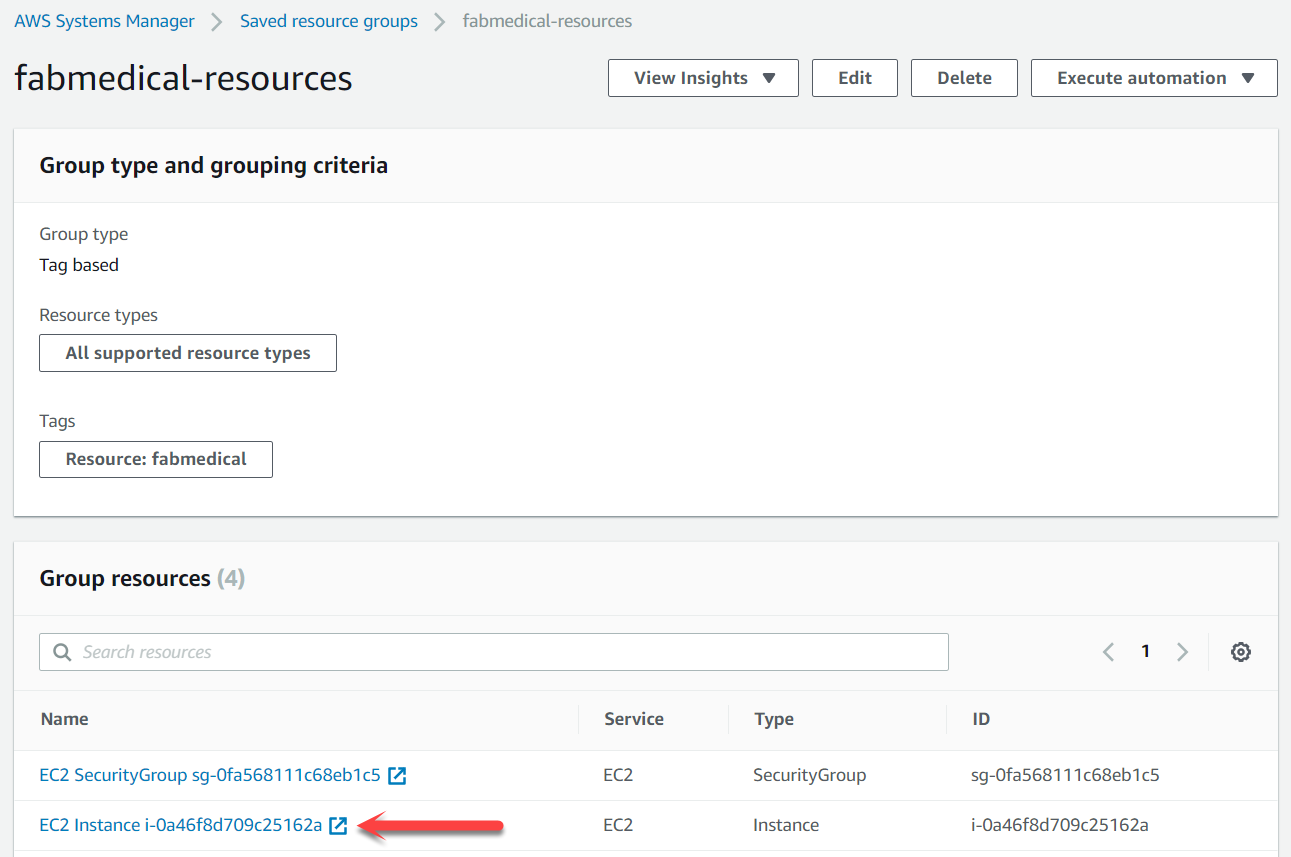 AWS Systems Manager > Saved resource groups > fabmedical-resources
fabmedical-resources
View Insights ▼ Edit Delete Execute automation ▼
Group type and grouping criteria
Group type
Tag based
Resource types
All supported resource types
Tags
Resource: fabmedical
Group resources (4)
Search resources < 1 >
Name Service Type ID
EC2 SecurityGroup sg-0fa568111c68eb1c5 EC2 SecurityGroup sg-0fa568111c68eb1c5
EC2 Instance i-0a46f8d709c25162a EC2 Instance i-0a46f8d709c25162a